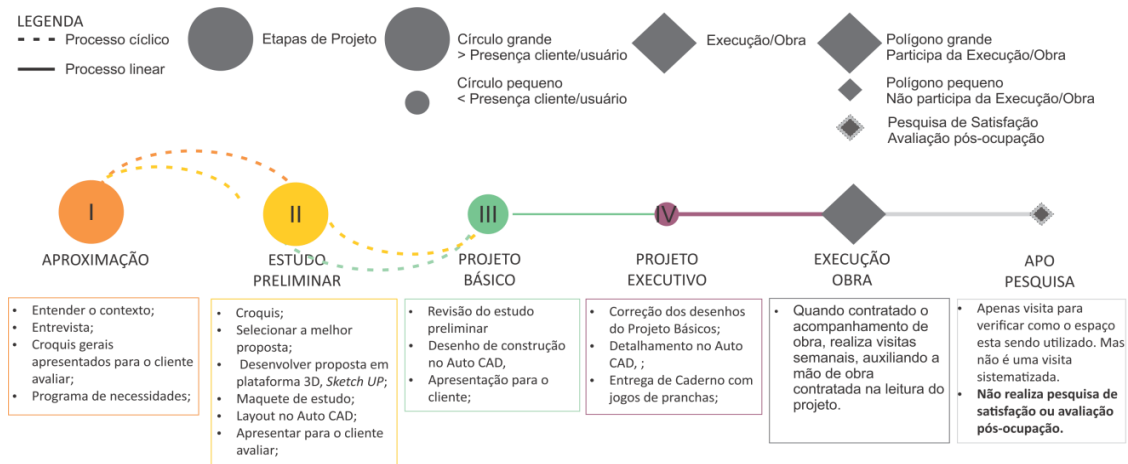 LEGENDA
Processo cíclico
Processo linear
Etapas de Projeto
Círculo grande
> Presença cliente/usuário
Círculo pequeno
< Presença cliente/usuário
Execução/Obra
Polígono grande
Participa da Execução/Obra
Polígono pequeno
Não participa da Execução/Obra
Pesquisa de Satisfação
Avaliação pós-ocupação
I
II
III
IV
APROXIMAÇÃO
ESTUDO
PRELIMINAR
PROJETO
BÁSICO
PROJETO
EXECUTIVO
EXECUÇÃO
OBRA
APO
PESQUISA
• Entender o contexto;
• Entrevista;
• Croquis gerais
apresentados para o cliente
avaliar;
• Programa de necessidades;
• Croquis;
• Selecionar a melhor
proposta;
• Desenvolver proposta em
plataforma 3D, Sketch UP;
• Maquete de estudo;
• Layout no Auto CAD;
• Apresentar para o cliente
avaliar;
• Revisão do estudo
preliminar
• Desenho de construção no
Auto CAD,
• Apresentação para o
cliente;
• Correção dos desenhos
do Projeto Básicos;
• Detalhamento no Auto
CAD, ;
• Entrega de Caderno com
jogos de pranchas;
• Quando contratado o
acompanhamento de
obra, realiza visitas
semanais, auxiliando a
mão de obra
contratada na leitura do
projeto.
• Apenas visita para
verificar como o espaço
esta sendo utilizado. Mas
não é uma visita
sistematizada.
• Não realiza pesquisa de
satisfação ou avaliação
pós-ocupação.